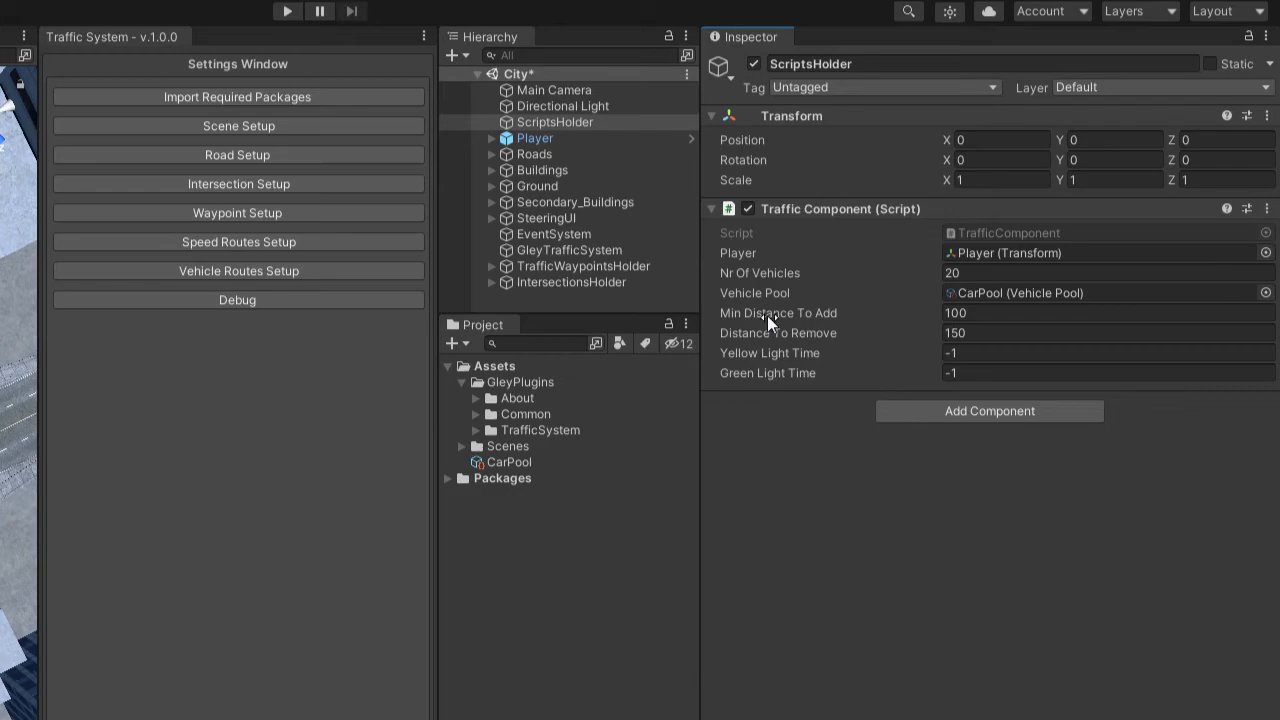 Account
Layers
Layout
Traffic System - v.1.0.0
Settings Window
Import Required Packages
Scene Setup
Road Setup
Intersection Setup
Waypoint Setup
Speed Routes Setup
Vehicle Routes Setup
Debug
Hierarchy
All
City*
Main Camera
Directional Light
ScriptsHolder
Player
Roads
Buildings
Ground
Secondary_Buildings
SteeringUI
EventSystem
GleyTrafficSystem
TrafficWaypointsHolder
IntersectionsHolder
Project
12
Assets
GleyPlugins
About
Common
TrafficSystem
Scenes
CarPool
Packages
Inspector
ScriptsHolder Static
Tag Untagged Layer Default
Transform
Position X 0 Y 0 Z 0
Rotation X 0 Y 0 Z 0
Scale X 1 Y 1 Z 1
Traffic Component (Script)
Script TrafficComponent
Player Player (Transform)
Nr Of Vehicles 20
Vehicle Pool CarPool (Vehicle Pool)
Min Distance To Add 100
Distance To Remove 150
Yellow Light Time -1
Green Light Time -1
Add Component